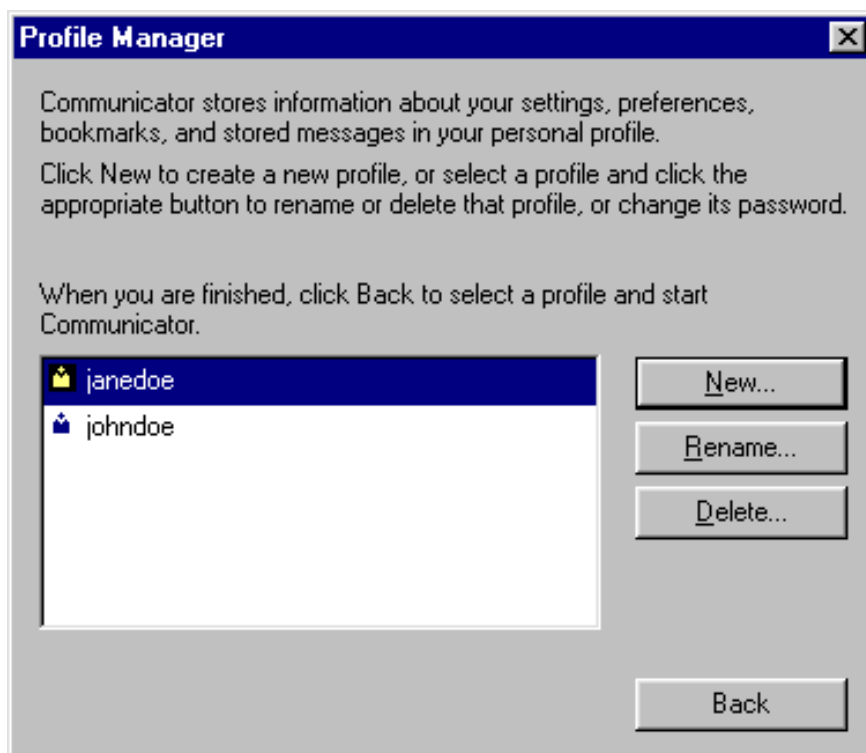 Profile Manager
Communicator stores information about your settings, preferences,
bookmarks, and stored messages in your personal profile.
Click New to create a new profile, or select a profile and click the
appropriate button to rename or delete that profile, or change its password.
When you are finished, click Back to select a profile and start
Communicator.
janedoe
johndoe
New...
Rename...
Delete...
Back